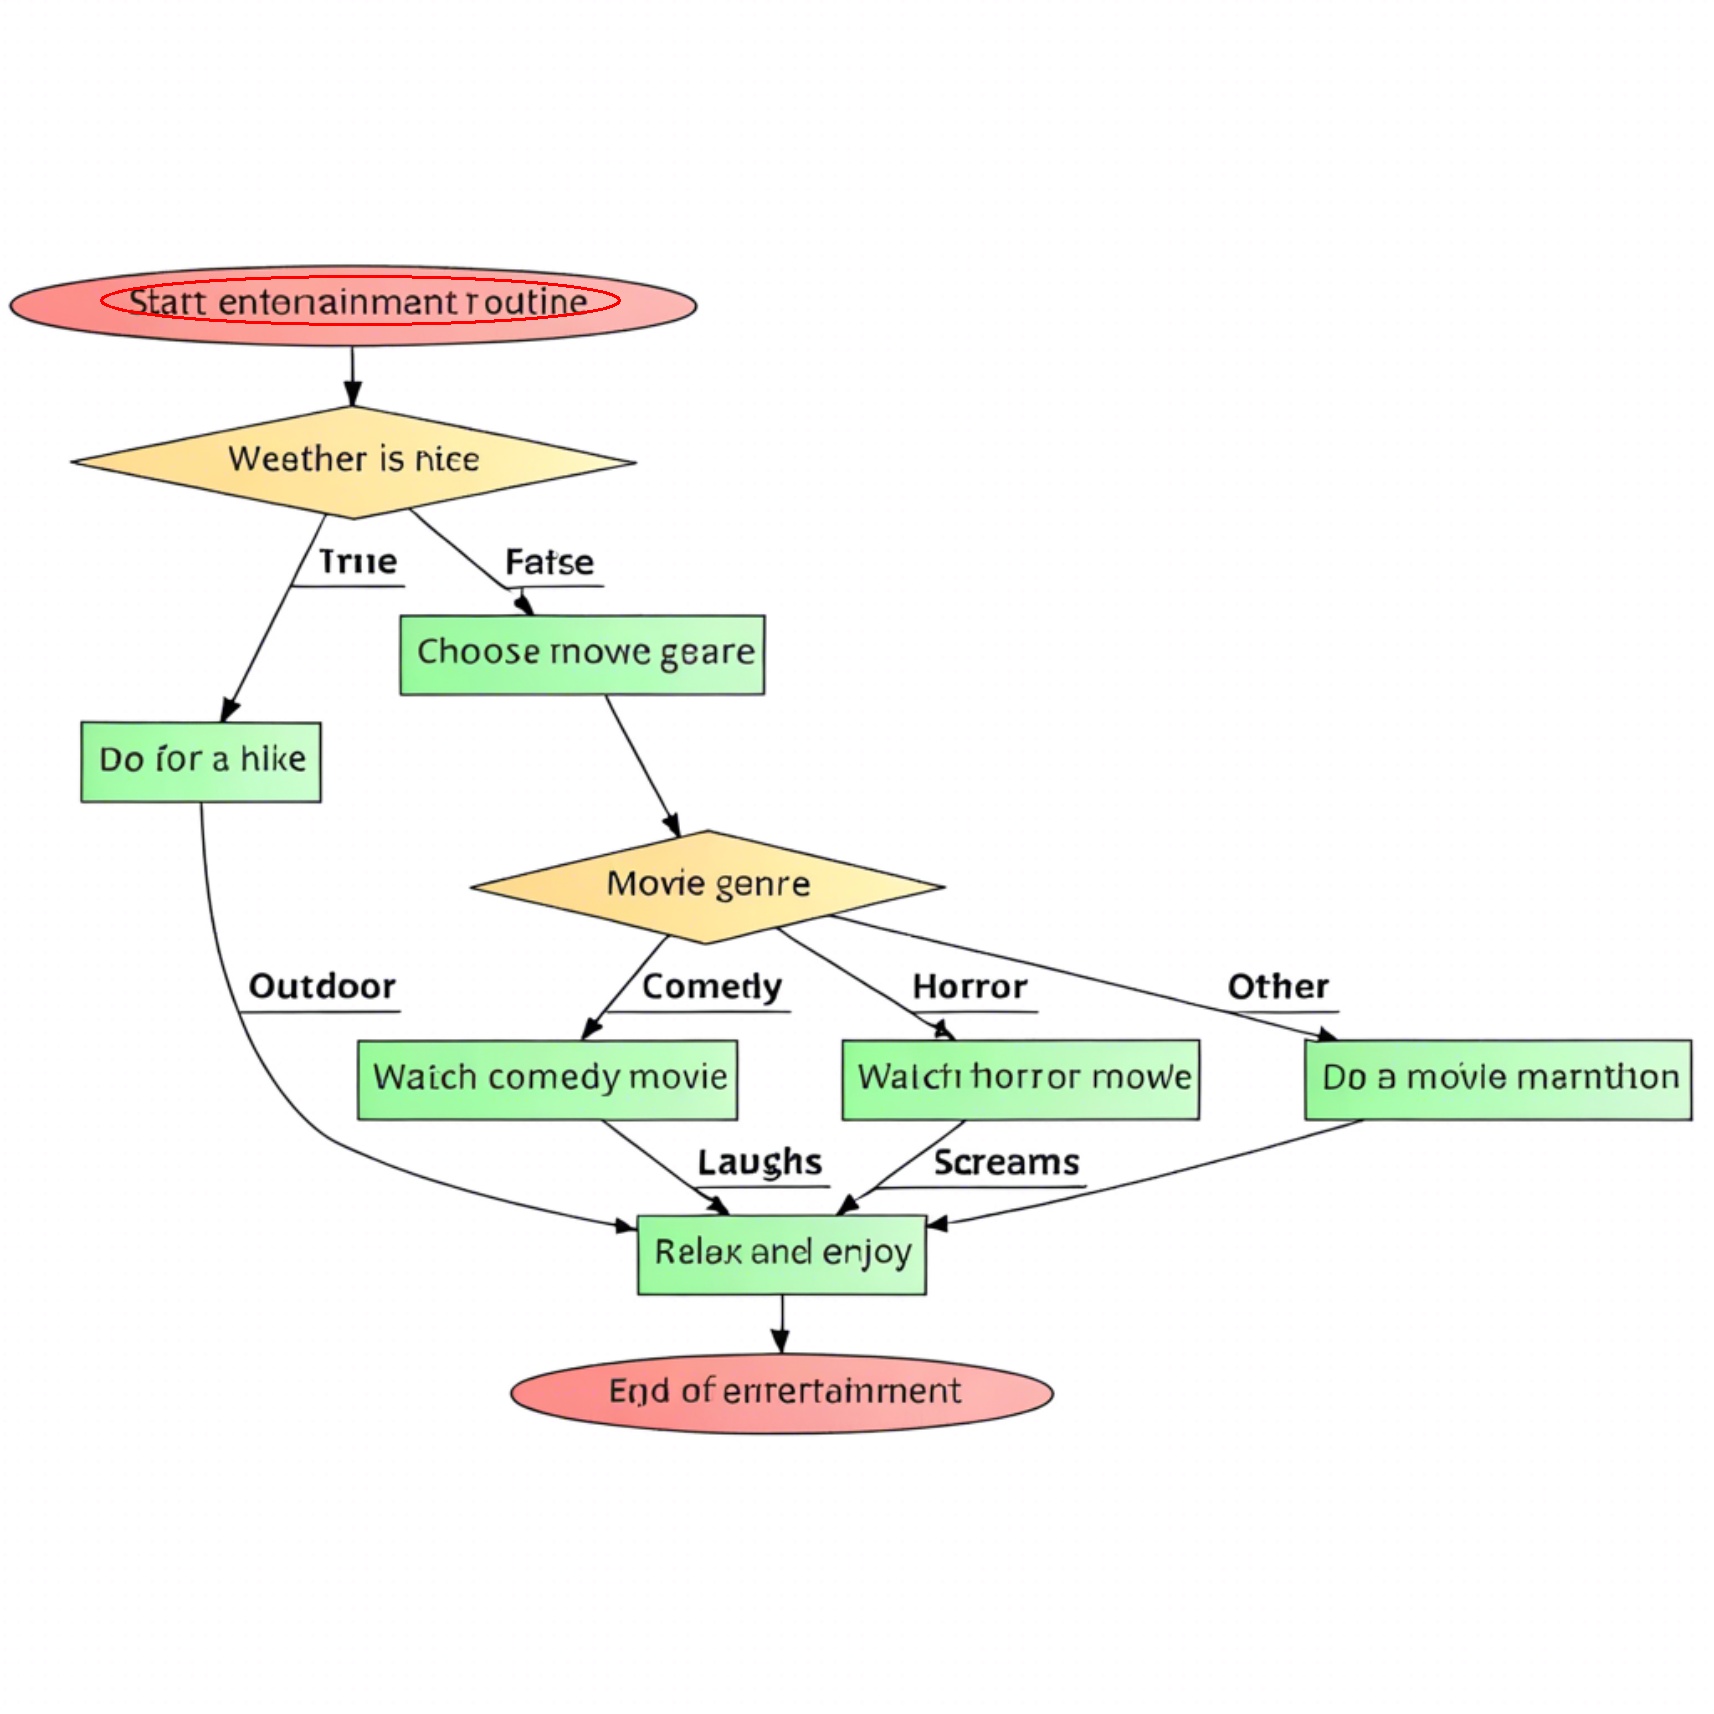 Start entonainmant routine
Weather is nice
True
Fatse
Choose mowe geare
Do for a hike
Movie genre
Outdoor
Comedy
Horror
Other
Watch comedy movie
Watch horror mowe
Do a movie marnthon
Laughs
Screams
Relax and enjoy
End of enrertainment